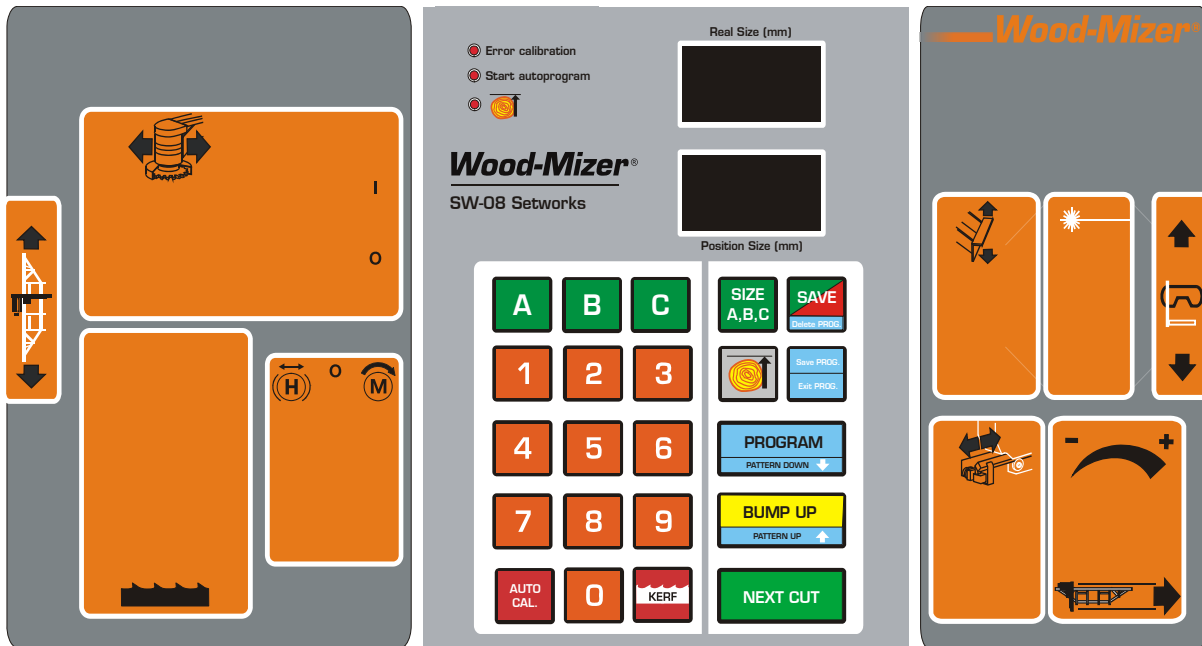 I
O
H
O
M
Error calibration
Start autoprogram
Real Size (mm)
Wood-Mizer®
SW-08 Setworks
Position Size (mm)
A
B
C
SIZE
A,B,C
SAVE
Delete PROG.
1
2
3
Save PROG.
Exit PROG.
4
5
6
PROGRAM
PATTERN DOWN
7
8
9
BUMP UP
PATTERN UP
AUTO
CAL.
0
KERF
NEXT CUT
Wood-Mizer®
-
+